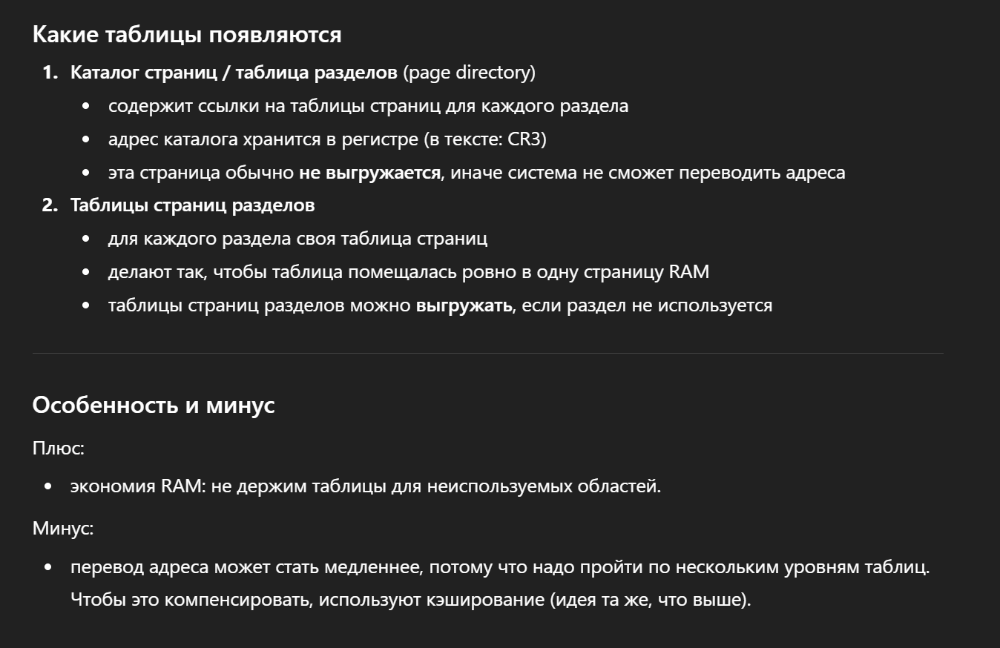 Какие таблицы появляются
1. Каталог страниц / таблица разделов (page directory)
• содержит ссылки на таблицы страниц для каждого раздела
• адрес каталога хранится в регистре (в тексте: CR3)
• эта страница обычно не выгружается, иначе система не сможет переводить адреса
2. Таблицы страниц разделов
• для каждого раздела своя таблица страниц
• делают так, чтобы таблица помещалась ровно в одну страницу RAM
• таблицы страниц разделов можно выгружать, если раздел не используется
Особенность и минус
Плюс:
• экономия RAM: не держим таблицы для неиспользуемых областей.
Минус:
• перевод адреса может стать медленнее, потому что надо пройти по нескольким уровням таблиц.
Чтобы это компенсировать, используют кэширование (идея та же, что выше).